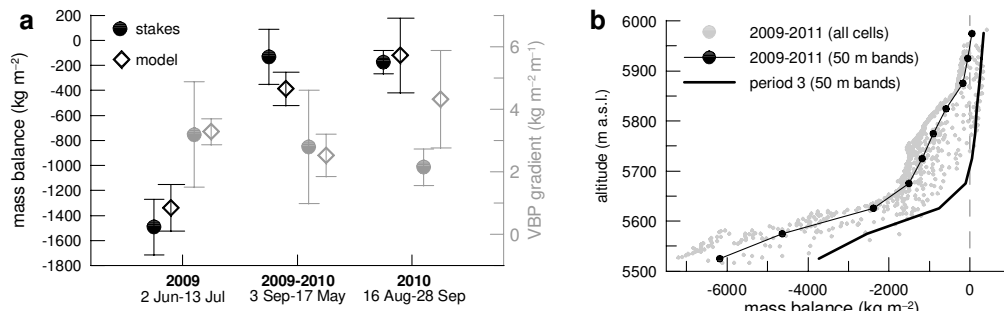 a
200
0
-200
-400
-600
-800
-1000
-1200
-1400
-1600
-1800
mass balance (kg m⁻²)
stakes
model
6
4
2
0
VBP gradient (kg m⁻² m⁻¹)
2009
2 Jun-13 Jul
2009-2010
3 Sep-17 May
2010
16 Aug-28 Sep
b
6000
5900
5800
5700
5600
5500
altitude (m a.s.l.)
2009-2011 (all cells)
2009-2011 (50 m bands)
period 3 (50 m bands)
-6000
-4000
-2000
0
mass balance (kg m⁻²)